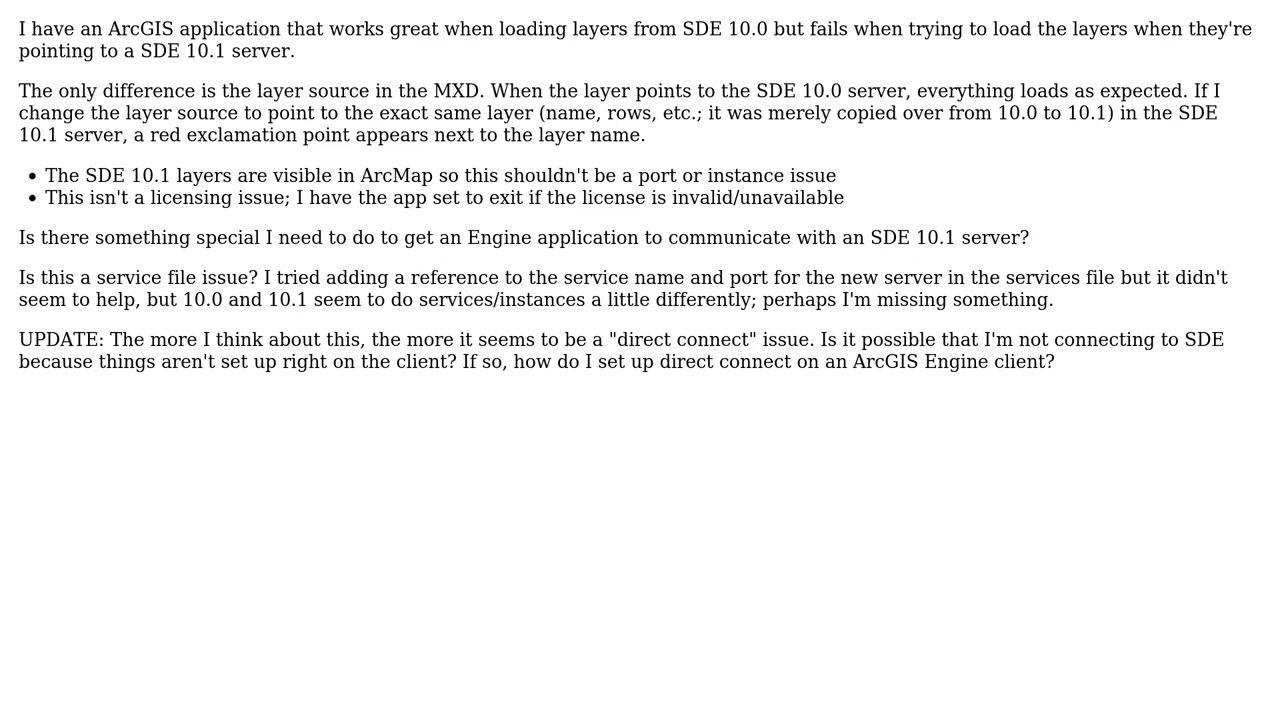 I have an ArcGIS application that works great when loading layers from SDE 10.0 but fails when trying to load the layers when they're
pointing to a SDE 10.1 server.
The only difference is the layer source in the MXD. When the layer points to the SDE 10.0 server, everything loads as expected. If I
change the layer source to point to the exact same layer (name, rows, etc.; it was merely copied over from 10.0 to 10.1) in the SDE
10.1 server, a red exclamation point appears next to the layer name.
• The SDE 10.1 layers are visible in ArcMap so this shouldn't be a port or instance issue
• This isn't a licensing issue; I have the app set to exit if the license is invalid/unavailable
Is there something special I need to do to get an Engine application to communicate with an SDE 10.1 server?
Is this a service file issue? I tried adding a reference to the service name and port for the new server in the services file but it didn't
seem to help, but 10.0 and 10.1 seem to do services/instances a little differently; perhaps I'm missing something.
UPDATE: The more I think about this, the more it seems to be a "direct connect" issue. Is it possible that I'm not connecting to SDE
because things aren't set up right on the client? If so, how do I set up direct connect on an ArcGIS Engine client?